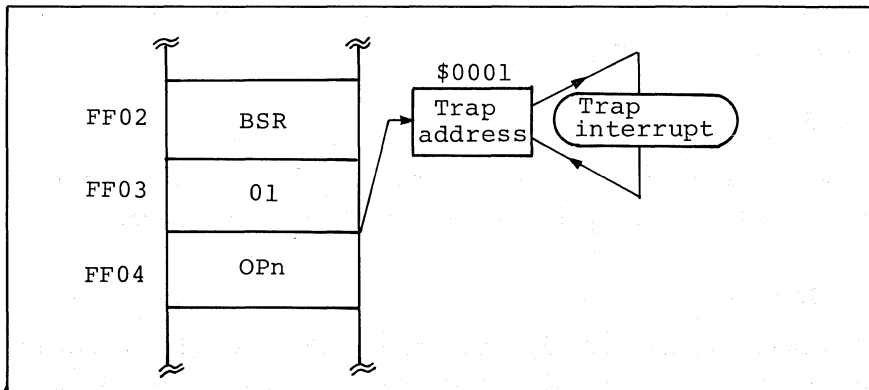 $0001
FF02
BSR
Trap
address
Trap
interrupt
FF03
01
FF04
OPn